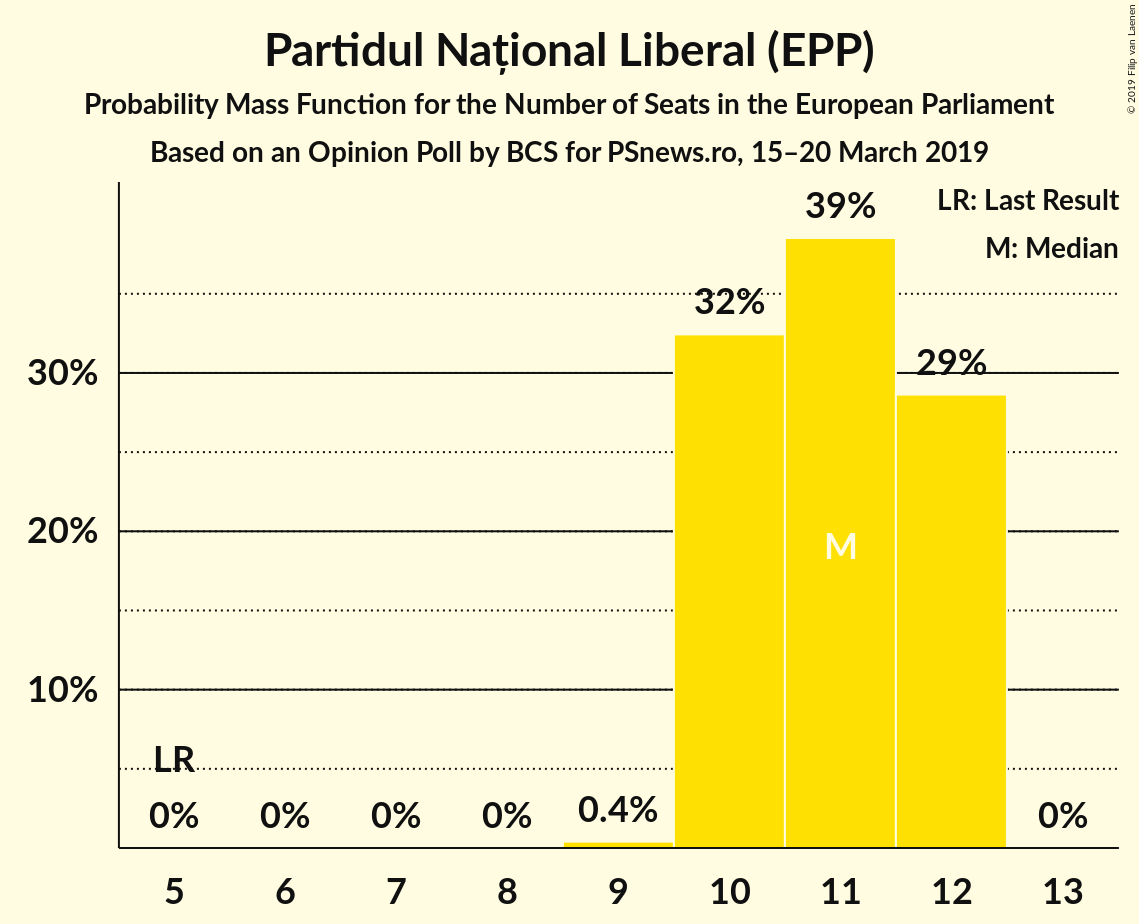 Partidul Național Liberal (EPP)
Probability Mass Function for the Number of Seats in the European Parliament
Based on an Opinion Poll by BCS for PSnews.ro, 15–20 March 2019
© 2019 Filip van Laenen
LR: Last Result
M: Median
39%
32%
29%
30%
20%
10%
M
LR
0%
0%
0%
0%
0.4%
0%
5 6 7 8 9 10 11 12 13